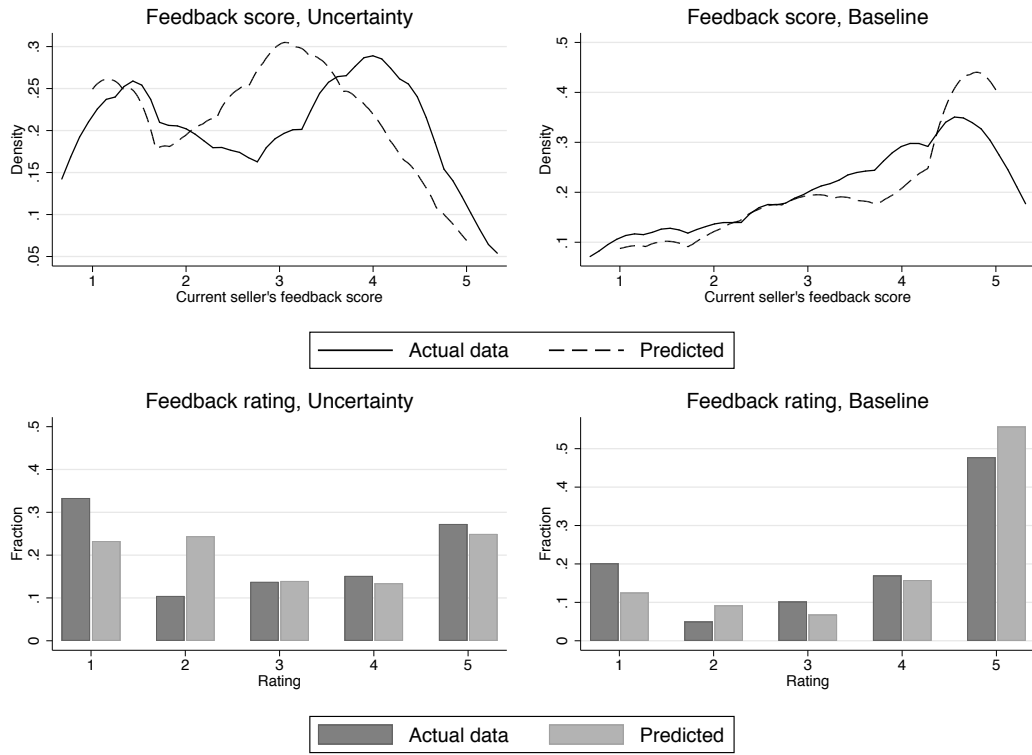 Feedback score, Uncertainty
Density
.05 .1 .15 .2 .25 .3
1 2 3 4 5
Current seller's feedback score
Feedback score, Baseline
Density
.1 .2 .3 .4 .5
1 2 3 4 5
Current seller's feedback score
Actual data Predicted
Feedback rating, Uncertainty
Fraction
0 .1 .2 .3 .4 .5
1 2 3 4 5
Rating
Feedback rating, Baseline
Fraction
0 .1 .2 .3 .4 .5
1 2 3 4 5
Rating
Actual data Predicted